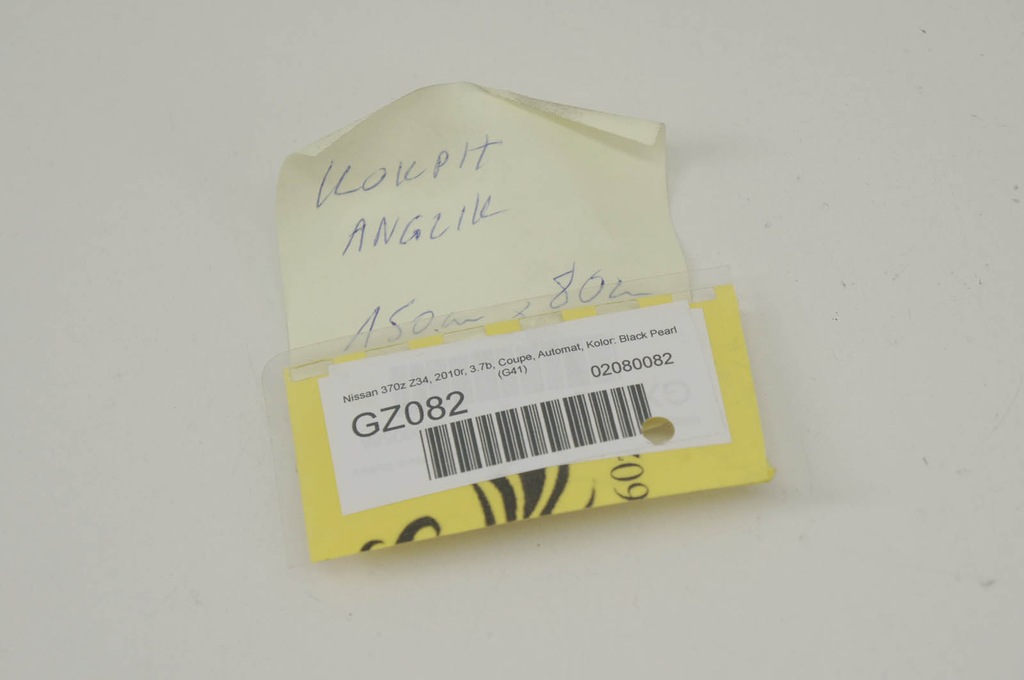 KOKPIT
ANGLIK
150cm x 80cm
Nissan 370z Z34, 2010r, 3.7b, Coupe, Automat, Kolor: Black Pearl
(G41)
GZ082
02080082